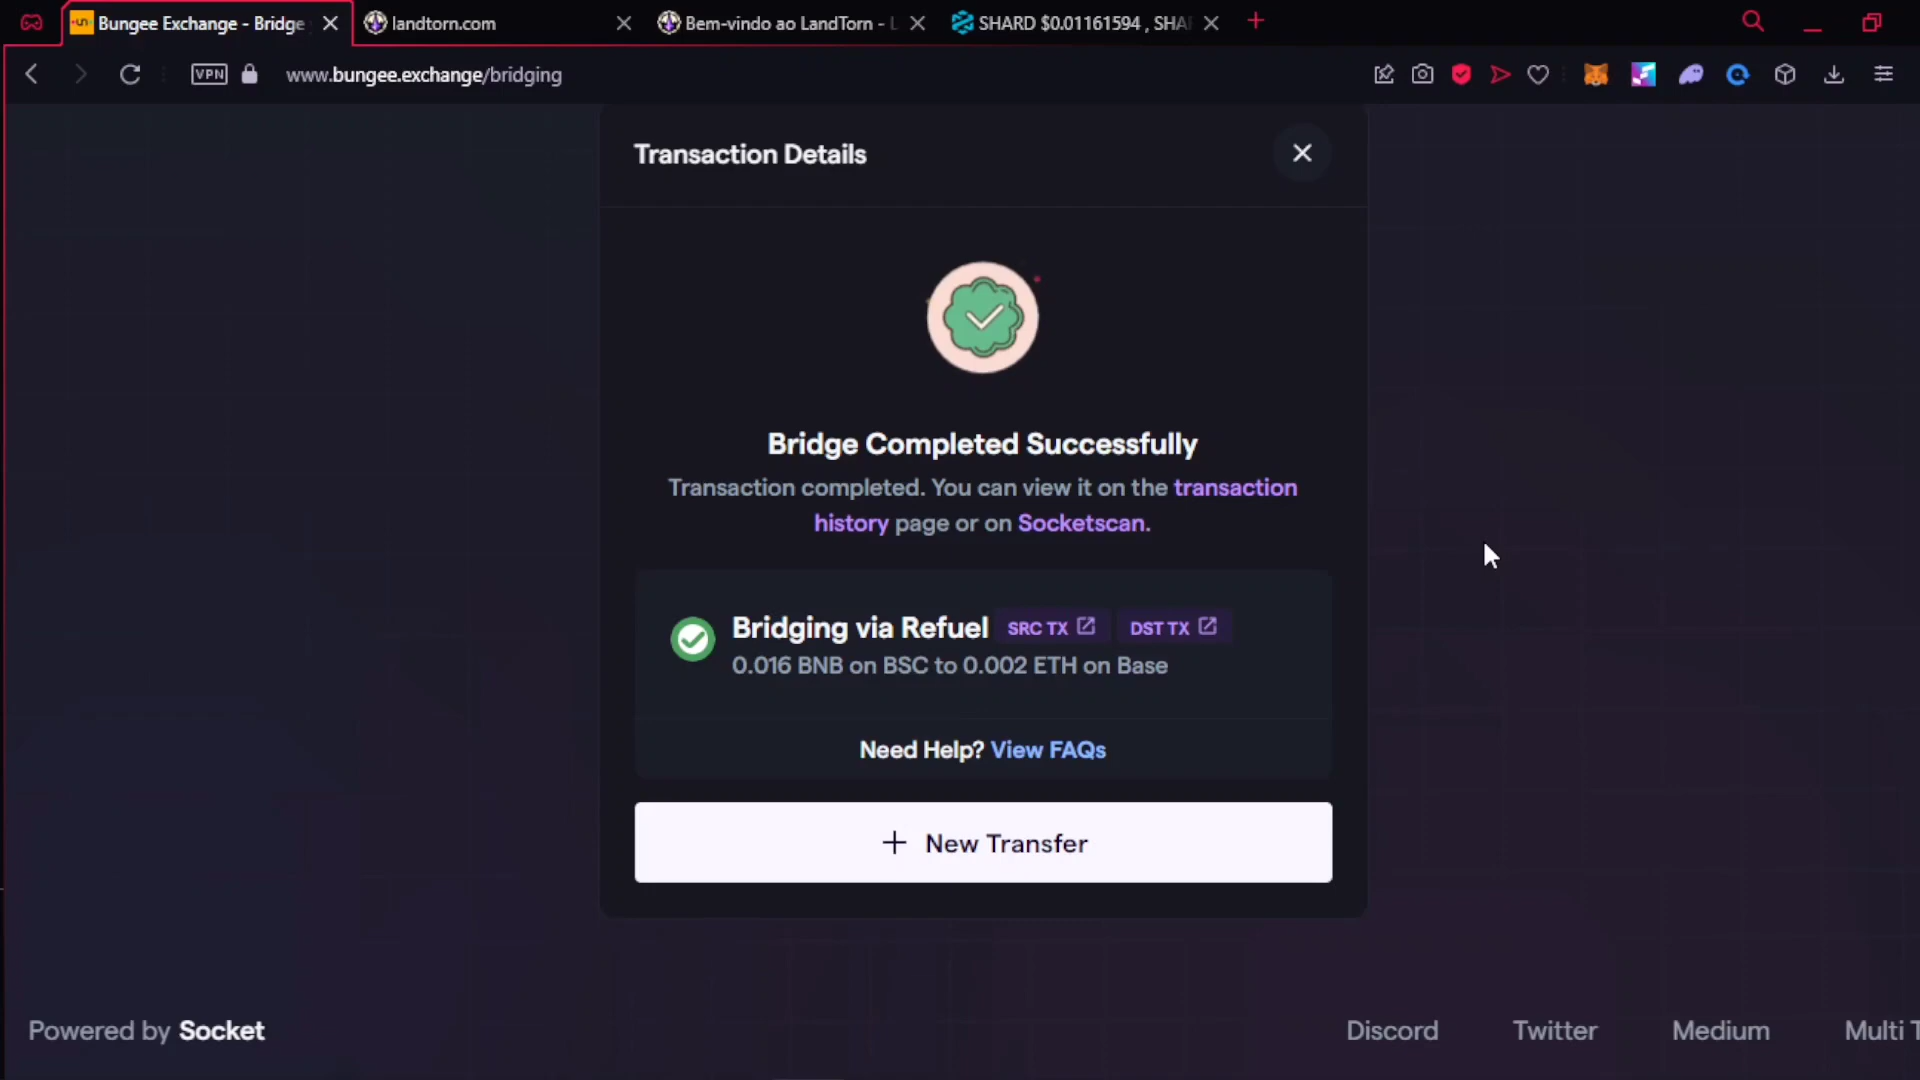 Bungee Exchange - Bridge
landtorn.com
Bem-vindo ao LandTorn - L
SHARD $0.01161594 , SHA
VPN
www.bungee.exchange/bridging
Transaction Details
Bridge Completed Successfully
Transaction completed. You can view it on the transaction
history page or on Socketscan.
Bridging via Refuel SRC TX DST TX
0.016 BNB on BSC to 0.002 ETH on Base
Need Help? View FAQs
+ New Transfer
Powered by Socket
Discord
Twitter
Medium
Multi T